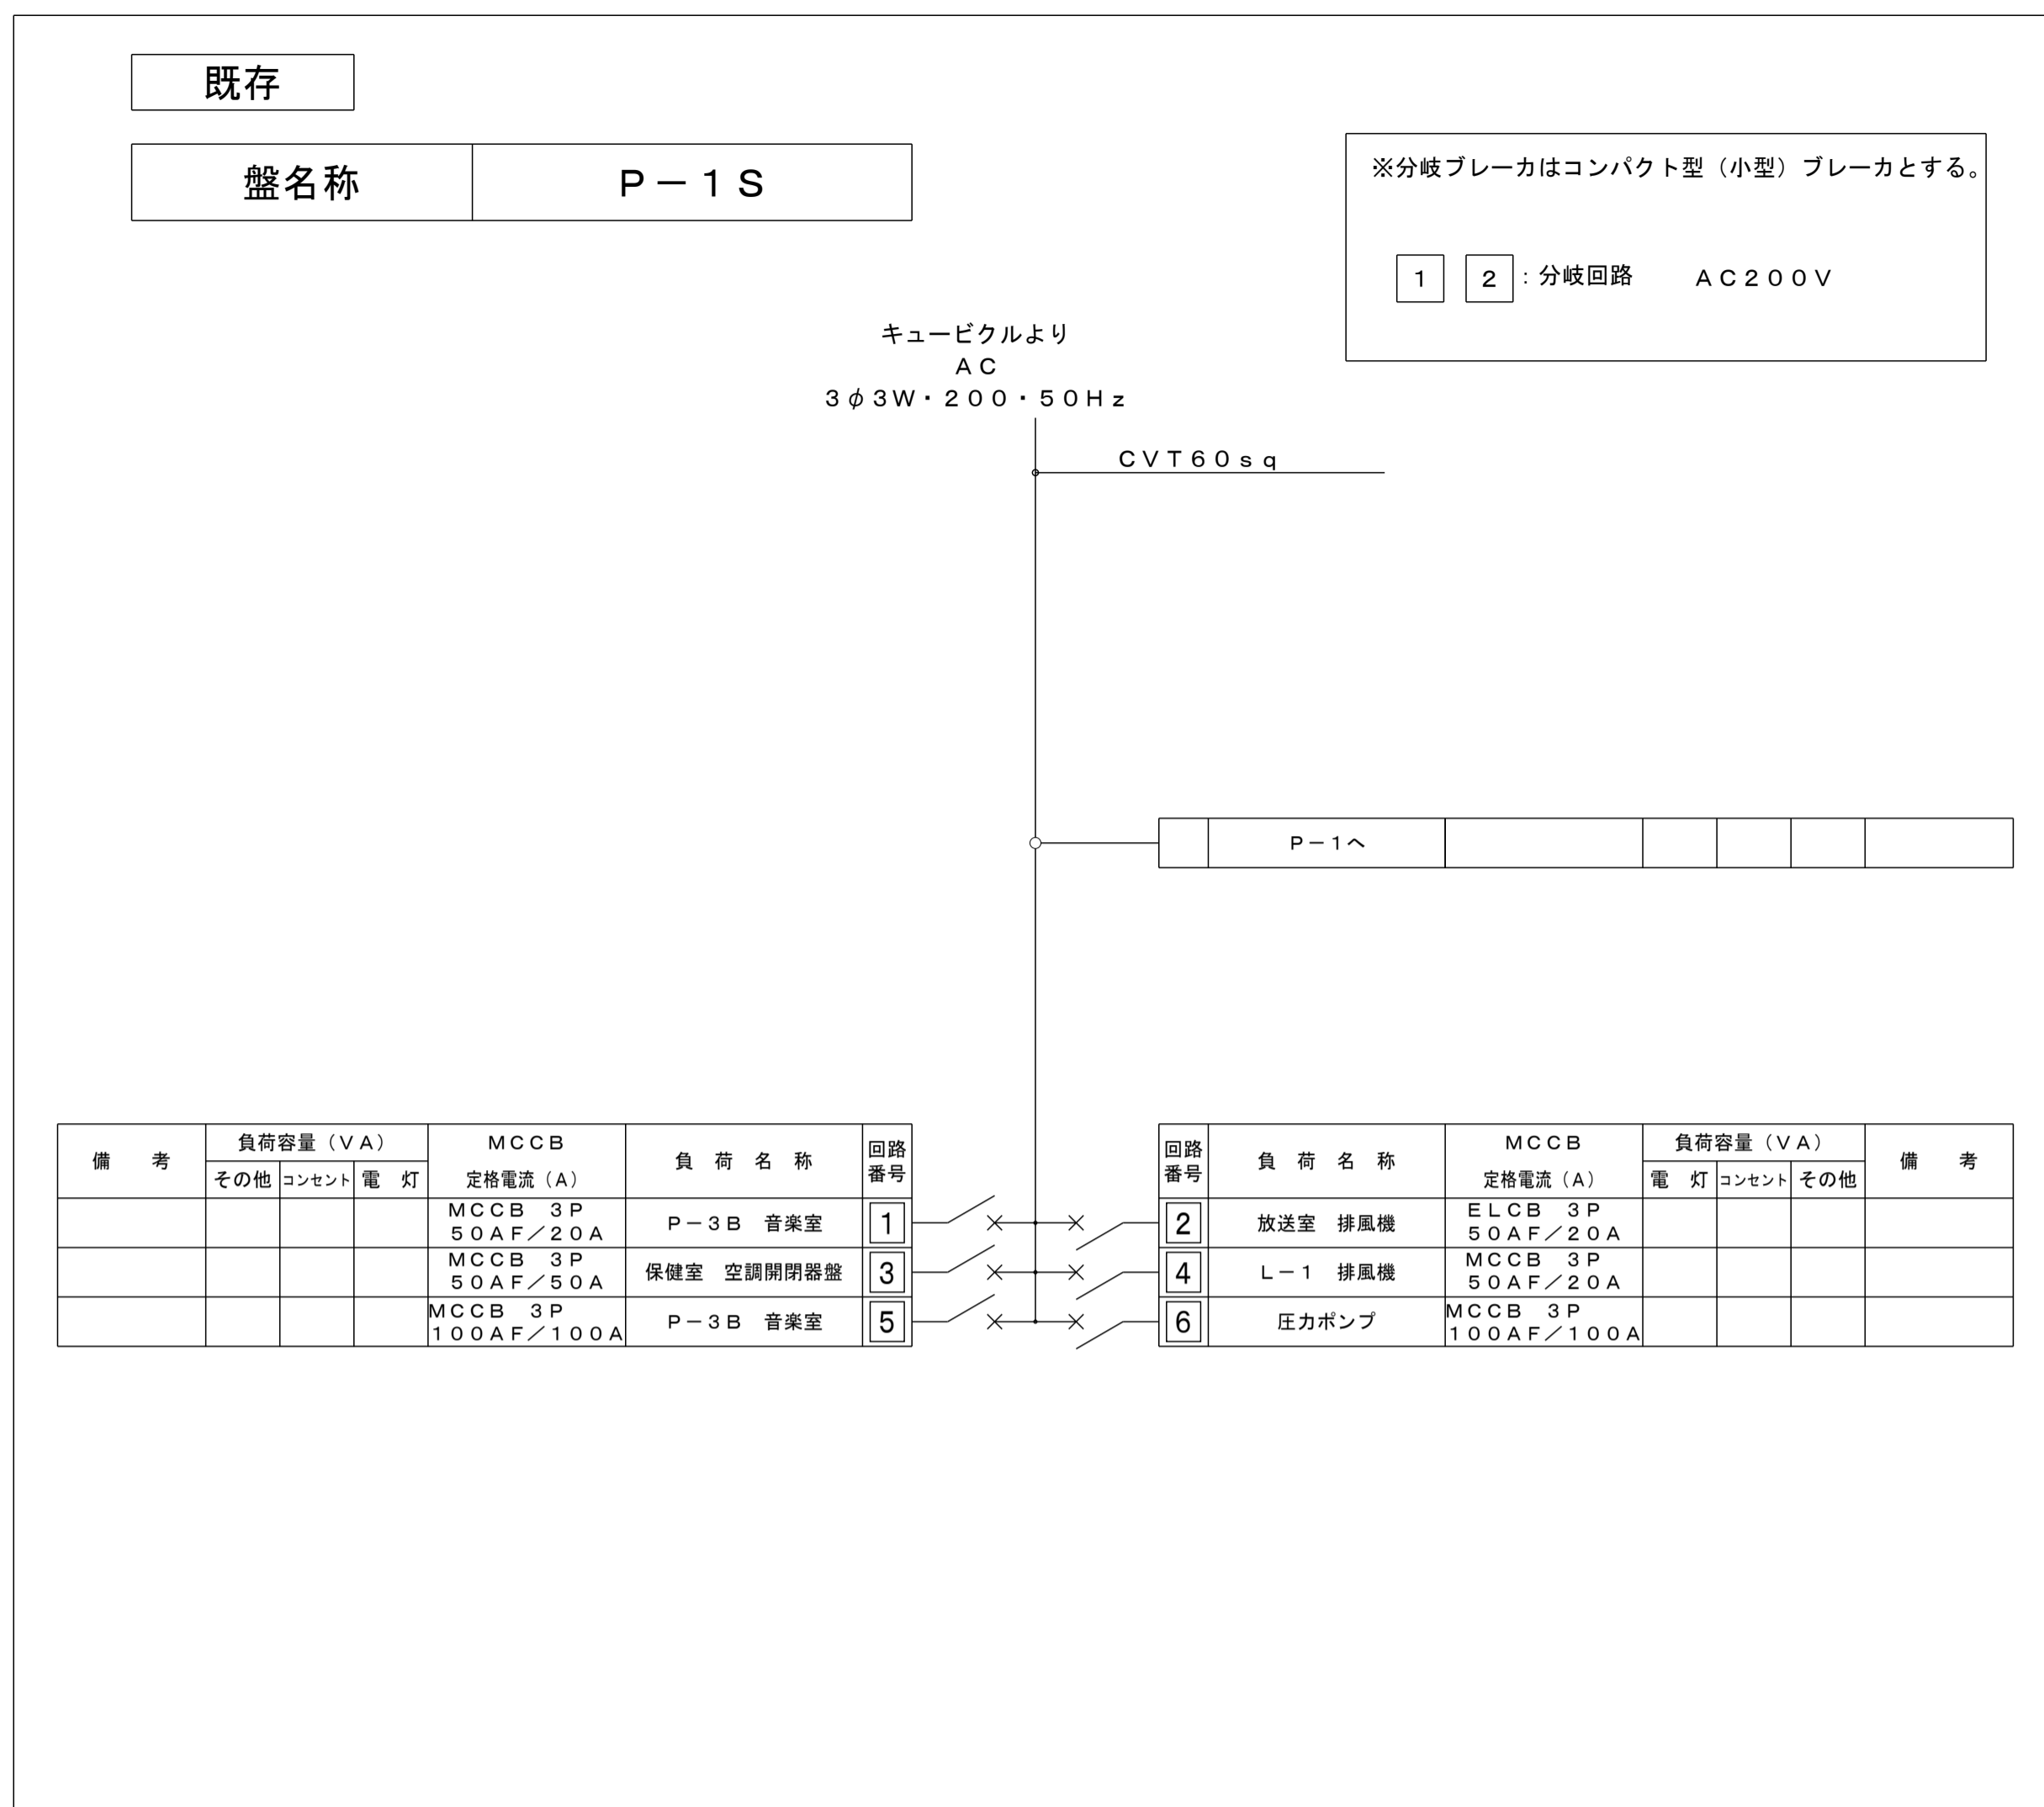 既存
盤名称 Ｐ－１Ｓ
※分岐ブレーカはコンパクト型（小型）ブレーカとする。
１ ２ : 分岐回路 ＡＣ２００Ｖ
キュービクルより
ＡＣ
３φ３Ｗ・２００・５０Ｈｚ
ＣＶＴ６０ｓｑ
Ｐ－１へ
備 考 負荷容量（ＶＡ） ＭＣＣＢ 負 荷 名 称 回路
その他 コンセント 電 灯 定格電流（Ａ） 番号
ＭＣＣＢ ３Ｐ
５０ＡＦ／２０Ａ Ｐ－３Ｂ 音楽室 1
ＭＣＣＢ ３Ｐ
５０ＡＦ／５０Ａ 保健室 空調開閉器盤 3
ＭＣＣＢ ３Ｐ
１００ＡＦ／１００Ａ Ｐ－３Ｂ 音楽室 5
回路 負 荷 名 称 ＭＣＣＢ 負荷容量（ＶＡ） 備 考
番号 定格電流（Ａ） 電 灯 コンセント その他
2 放送室 排風機 ＥＬＣＢ ３Ｐ
５０ＡＦ／２０Ａ
4 Ｌ－１ 排風機 ＭＣＣＢ ３Ｐ
５０ＡＦ／２０Ａ
6 圧力ポンプ ＭＣＣＢ ３Ｐ
１００ＡＦ／１００Ａ